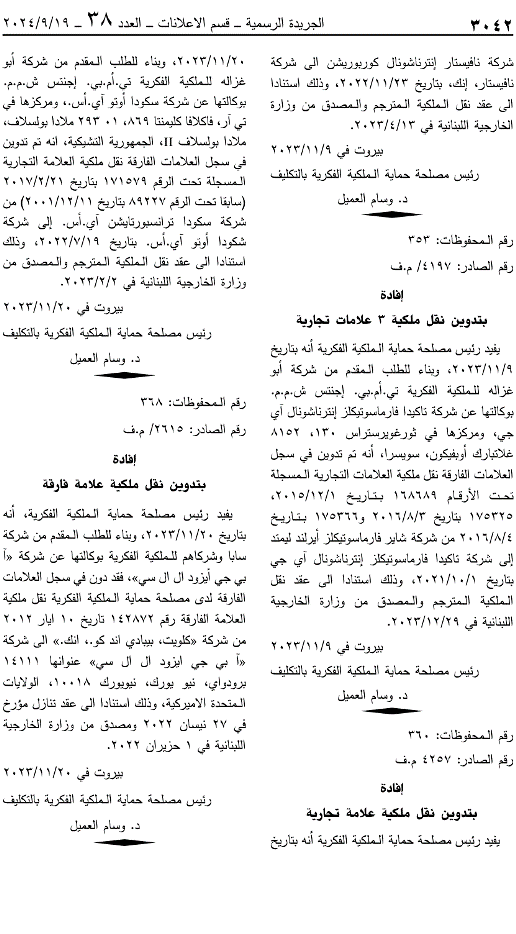 ٣٠٤٢
الجريدة الرسمية ـ قسم الاعلانات ـ العدد ٣٨ ـ ٢٠٢٤/٩/١٩
شركة نافيستار إنترناشونال كوربوريشن الى شركة
نافيستار، إنك، بتاريخ ٢٠٢٢/١١/٢٣، وذلك استنادا
الى عقد نقل الملكية المترجم والمصدق من وزارة
الخارجية اللبنانية في ٢٠٢٣/٤/١٣.
بيروت في ٢٠٢٣/١١/٩
رئيس مصلحة حماية الملكية الفكرية بالتكليف
د. وسام العميل
رقم المحفوظات: ٣٥٣
رقم الصادر: ٤١٩٧/ م.ف
إفادة
بتدوين نقل ملكية ٣ علامات تجارية
يفيد رئيس مصلحة حماية الملكية الفكرية أنه بتاريخ
٢٠٢٣/١١/٩، وبناء للطلب المقدم من شركة أبو
غزاله للملكية الفكرية تي.أم.بي. إجنتس ش.م.م.
بوكالتها عن شركة تاكيدا فارماسوتيكلز إنترناشونال آي
جي، ومركزها في ثورغويرستراس ١٣٠، ٨١٥٢
غلاتبارك أوبفيكون، سويسرا، أنه تم تدوين في سجل
العلامات الفارقة نقل ملكية العلامات التجارية المسجلة
تحت الأرقام ١٦٨٦٨٩ بتاريخ ٢٠١٥/١٢/١،
١٧٥٣٢٥ بتاريخ ٢٠١٦/٨/٣ و١٧٥٣٦٦ بتاريخ
٢٠١٦/٨/٤ من شركة شاير فارماسوتيكلز أيرلند ليمتد
إلى شركة تاكيدا فارماسوتيكلز إنترناشونال آي جي
بتاريخ ٢٠٢١/١٠/١، وذلك استنادا الى عقد نقل
الملكية المترجم والمصدق من وزارة الخارجية
اللبنانية في ٢٠٢٣/١٢/٢٩.
بيروت في ٢٠٢٣/١١/٩
رئيس مصلحة حماية الملكية الفكرية بالتكليف
د. وسام العميل
رقم المحفوظات: ٣٦٠
رقم الصادر: ٤٢٥٧ م.ف
إفادة
بتدوين نقل ملكية علامة تجارية
يفيد رئيس مصلحة حماية الملكية الفكرية أنه بتاريخ
٢٠٢٣/١١/٢٠، وبناء للطلب المقدم من شركة أبو
غزاله للملكية الفكرية تي.أم.بي. إجنتس ش.م.م.
بوكالتها عن شركة سكودا أوتو آي.أس.، ومركزها في
تي آر، فاكلافا كليمنتا ٨٦٩، ٠١ ٢٩٣ ملادا بولسلاف،
ملادا بولسلاف II، الجمهورية التشيكية، انه تم تدوين
في سجل العلامات الفارقة نقل ملكية العلامة التجارية
المسجلة تحت الرقم ١٧١٥٧٩ بتاريخ ٢٠١٧/٢/٢١
(سابقا تحت الرقم ٨٩٢٢٧ بتاريخ ٢٠٠١/١٢/١١) من
شركة سكودا ترانسبورتايشن آي.أس. إلى شركة
شكودا أوتو آي.أس. بتاريخ ٢٠٢٢/٧/١٩، وذلك
استنادا الى عقد نقل الملكية المترجم والمصدق من
وزارة الخارجية اللبنانية في ٢٠٢٣/٢/٢.
بيروت في ٢٠٢٣/١١/٢٠
رئيس مصلحة حماية الملكية الفكرية بالتكليف
د. وسام العميل
رقم المحفوظات: ٣٦٨
رقم الصادر: ٢٦١٥/ م.ف
إفادة
بتدوين نقل ملكية علامة فارقة
يفيد رئيس مصلحة حماية الملكية الفكرية، أنه
بتاريخ ٢٠٢٣/١١/٢٠، وبناء للطلب المقدم من شركة
سابا وشركاهم للملكية الفكرية بوكالتها عن شركة «آ
بي جي أيزود ال ال سي»، فقد دون في سجل العلامات
الفارقة لدى مصلحة حماية الملكية الفكرية نقل ملكية
العلامة الفارقة رقم ١٤٢٨٧٢ تاريخ ١٠ ايار ٢٠١٢
من شركة «كلويت، بيبادي اند كو.، انك.» الى شركة
«آ بي جي ايزود ال ال سي» عنوانها ١٤١١١
برودواي، نيو يورك، نيويورك ١٠٠١٨، الولايات
المتحدة الاميركية، وذلك استنادا الى عقد تنازل مؤرخ
في ٢٧ نيسان ٢٠٢٢ ومصدق من وزارة الخارجية
اللبنانية في ١ حزيران ٢٠٢٢.
بيروت في ٢٠٢٣/١١/٢٠
رئيس مصلحة حماية الملكية الفكرية بالتكليف
د. وسام العميل